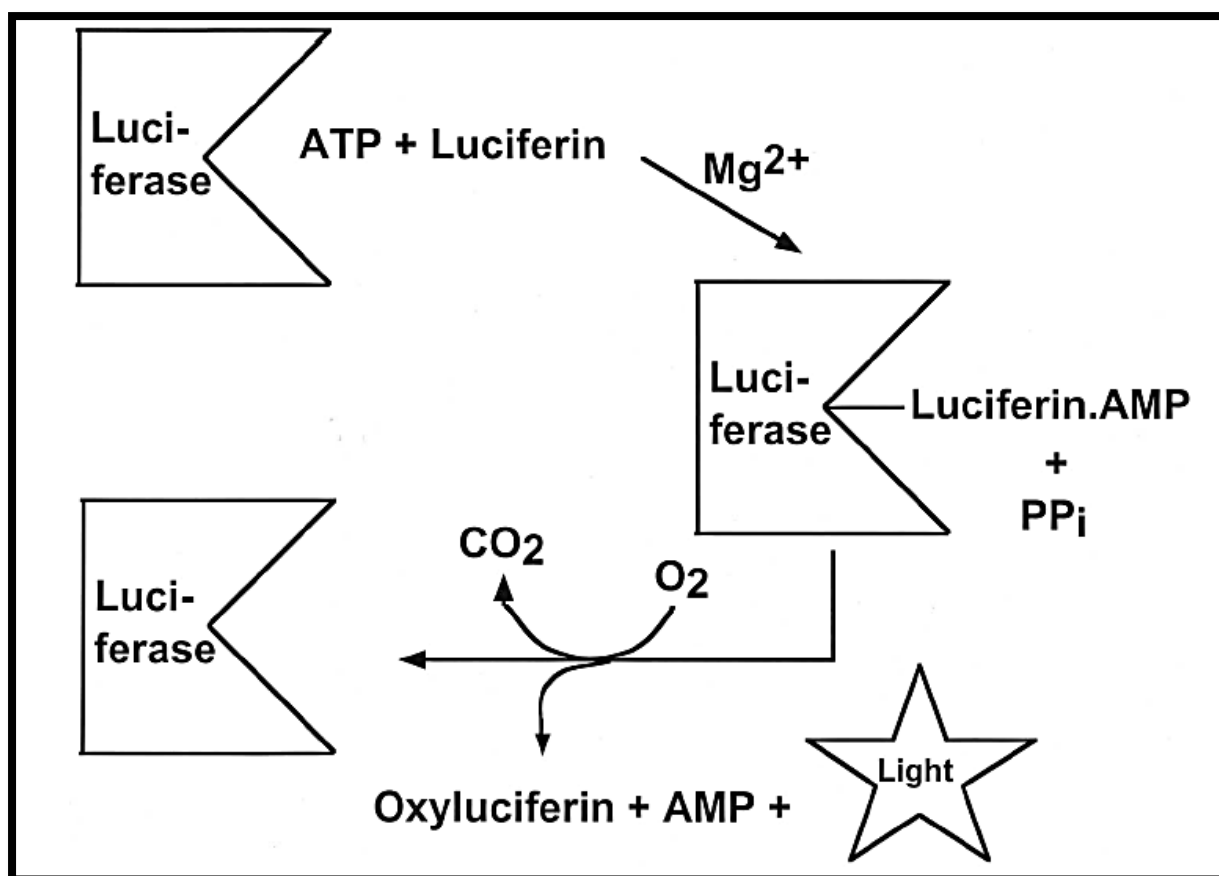 Luci-
ferase
ATP + Luciferin
Mg2+
Luci-
ferase
Luciferin.AMP
+
PPi
CO2
O2
Luci-
ferase
Light
Oxyluciferin + AMP +